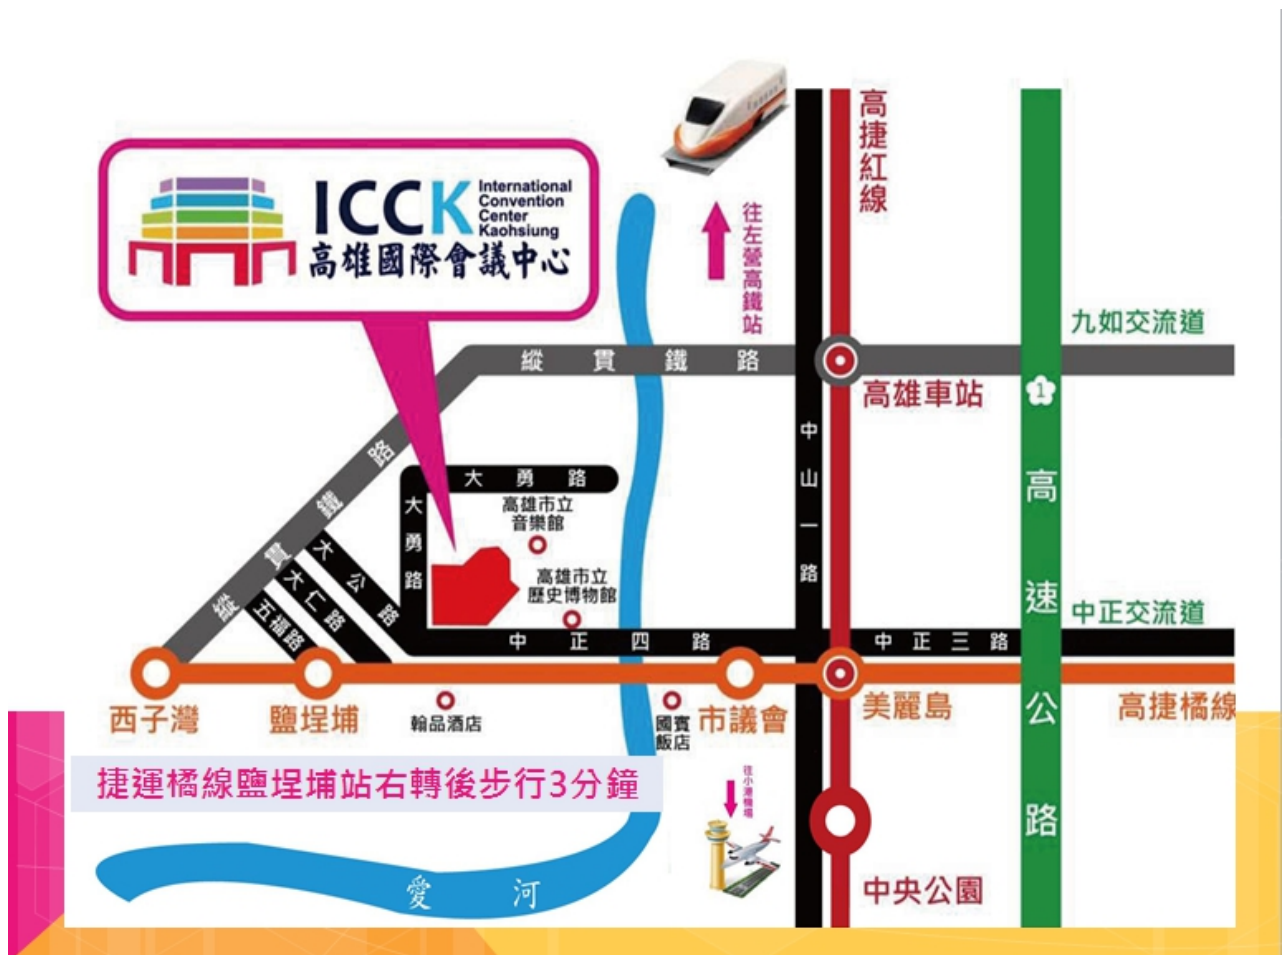 ICCK
International
Convention
Center
Kaohsiung
高雄國際會議中心
往左營高鐵站
高捷紅線
九如交流道
縱貫鐵路
高雄車站
1
高速公路
中山一路
縱貫鐵路
大勇路
大勇路
高雄市立
音樂館
高雄市立
歷史博物館
大公路
大仁路
五福路
中正四路
中正三路
中正交流道
西子灣
鹽埕埔
翰品酒店
國賓
飯店
市議會
美麗島
高捷橘線
捷運橘線鹽埕埔站右轉後步行3分鐘
往小港機場
愛河
中央公園